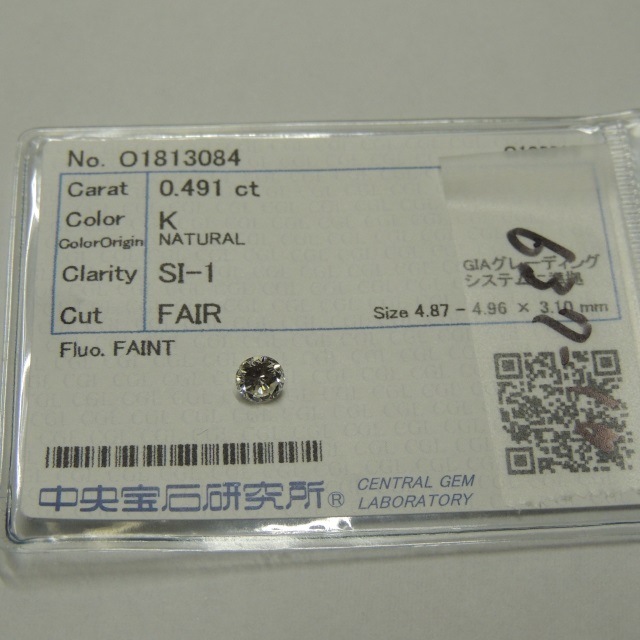 No. O1813084
Carat 0.491 ct
Color K
ColorOrigin NATURAL
Clarity SI-1
Cut FAIR
Size 4.87 – 4.96 × 3.10 mm
GIAグレーディング
システム
Fluo. FAINT
中央宝石研究所®
CENTRAL GEM
LABORATORY